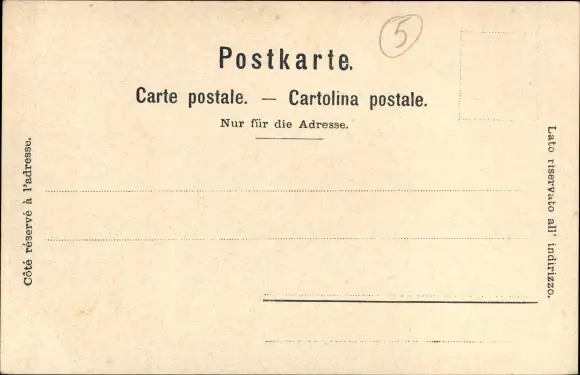 5
Postkarte.
Carte postale. — Cartolina postale.
Nur für die Adresse.
Côté réservé à l'adresse.
Lato riservato all' indirizzo.